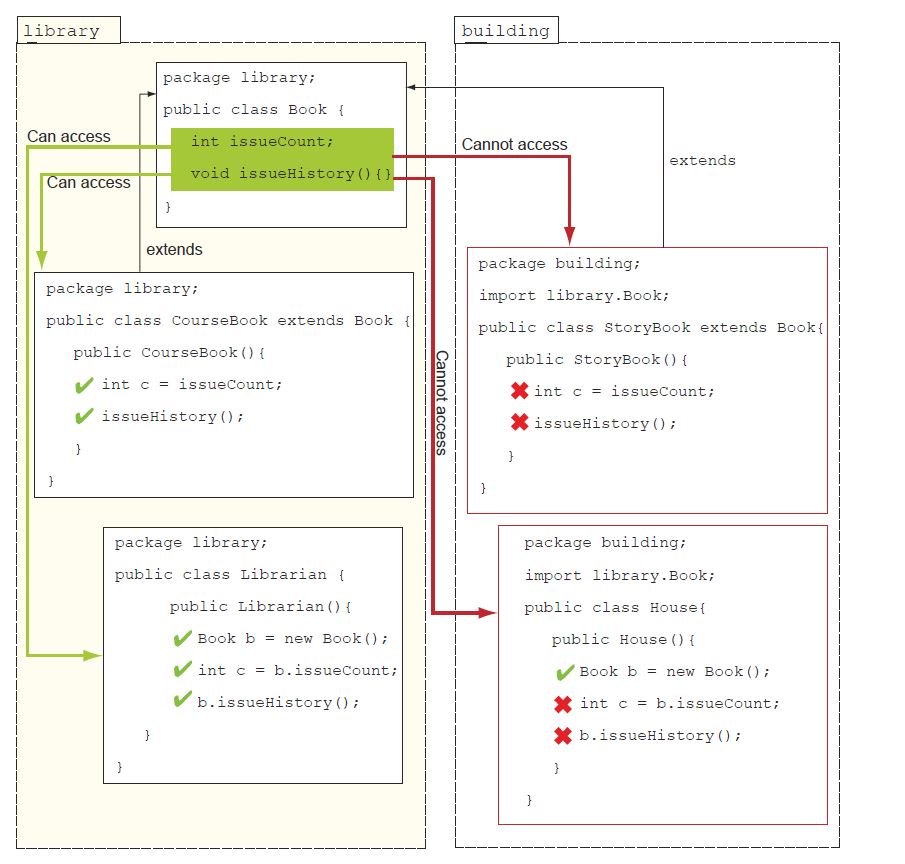 library
package library;
public class Book {
int issueCount;
void issueHistory(){}
}
Can access
Can access
extends
package library;
public class CourseBook extends Book {
public CourseBook(){
✔ int c = issueCount;
✔ issueHistory();
}
}
package library;
public class Librarian {
public Librarian(){
✔ Book b = new Book();
✔ int c = b.issueCount;
✔ b.issueHistory();
}
}
building
Cannot access
extends
Cannot access
package building;
import library.Book;
public class StoryBook extends Book{
public StoryBook(){
✖ int c = issueCount;
✖ issueHistory();
}
}
package building;
import library.Book;
public class House{
public House(){
✔ Book b = new Book();
✖ int c = b.issueCount;
✖ b.issueHistory();
}
}